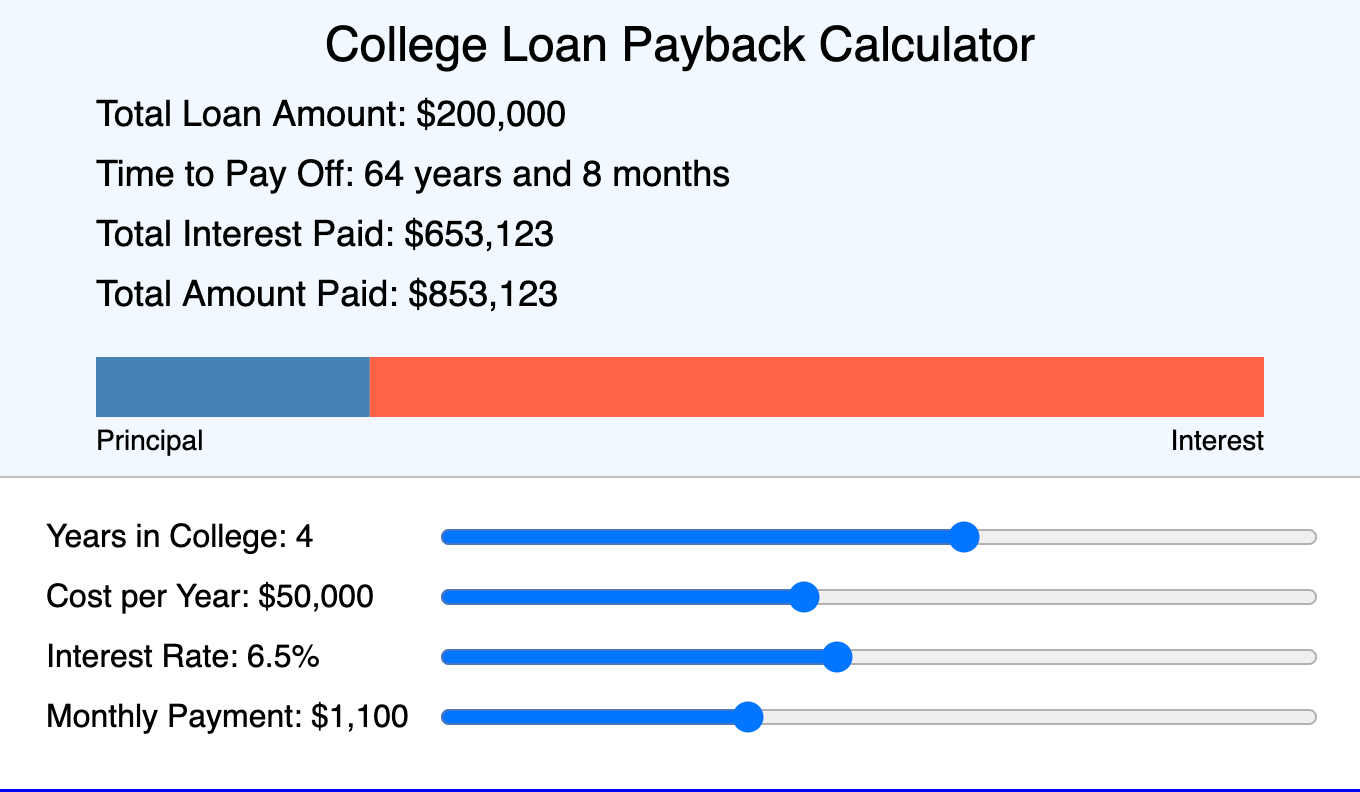 College Loan Payback Calculator
Total Loan Amount: $200,000
Time to Pay Off: 64 years and 8 months
Total Interest Paid: $653,123
Total Amount Paid: $853,123
Principal Interest
Years in College: 4
Cost per Year: $50,000
Interest Rate: 6.5%
Monthly Payment: $1,100